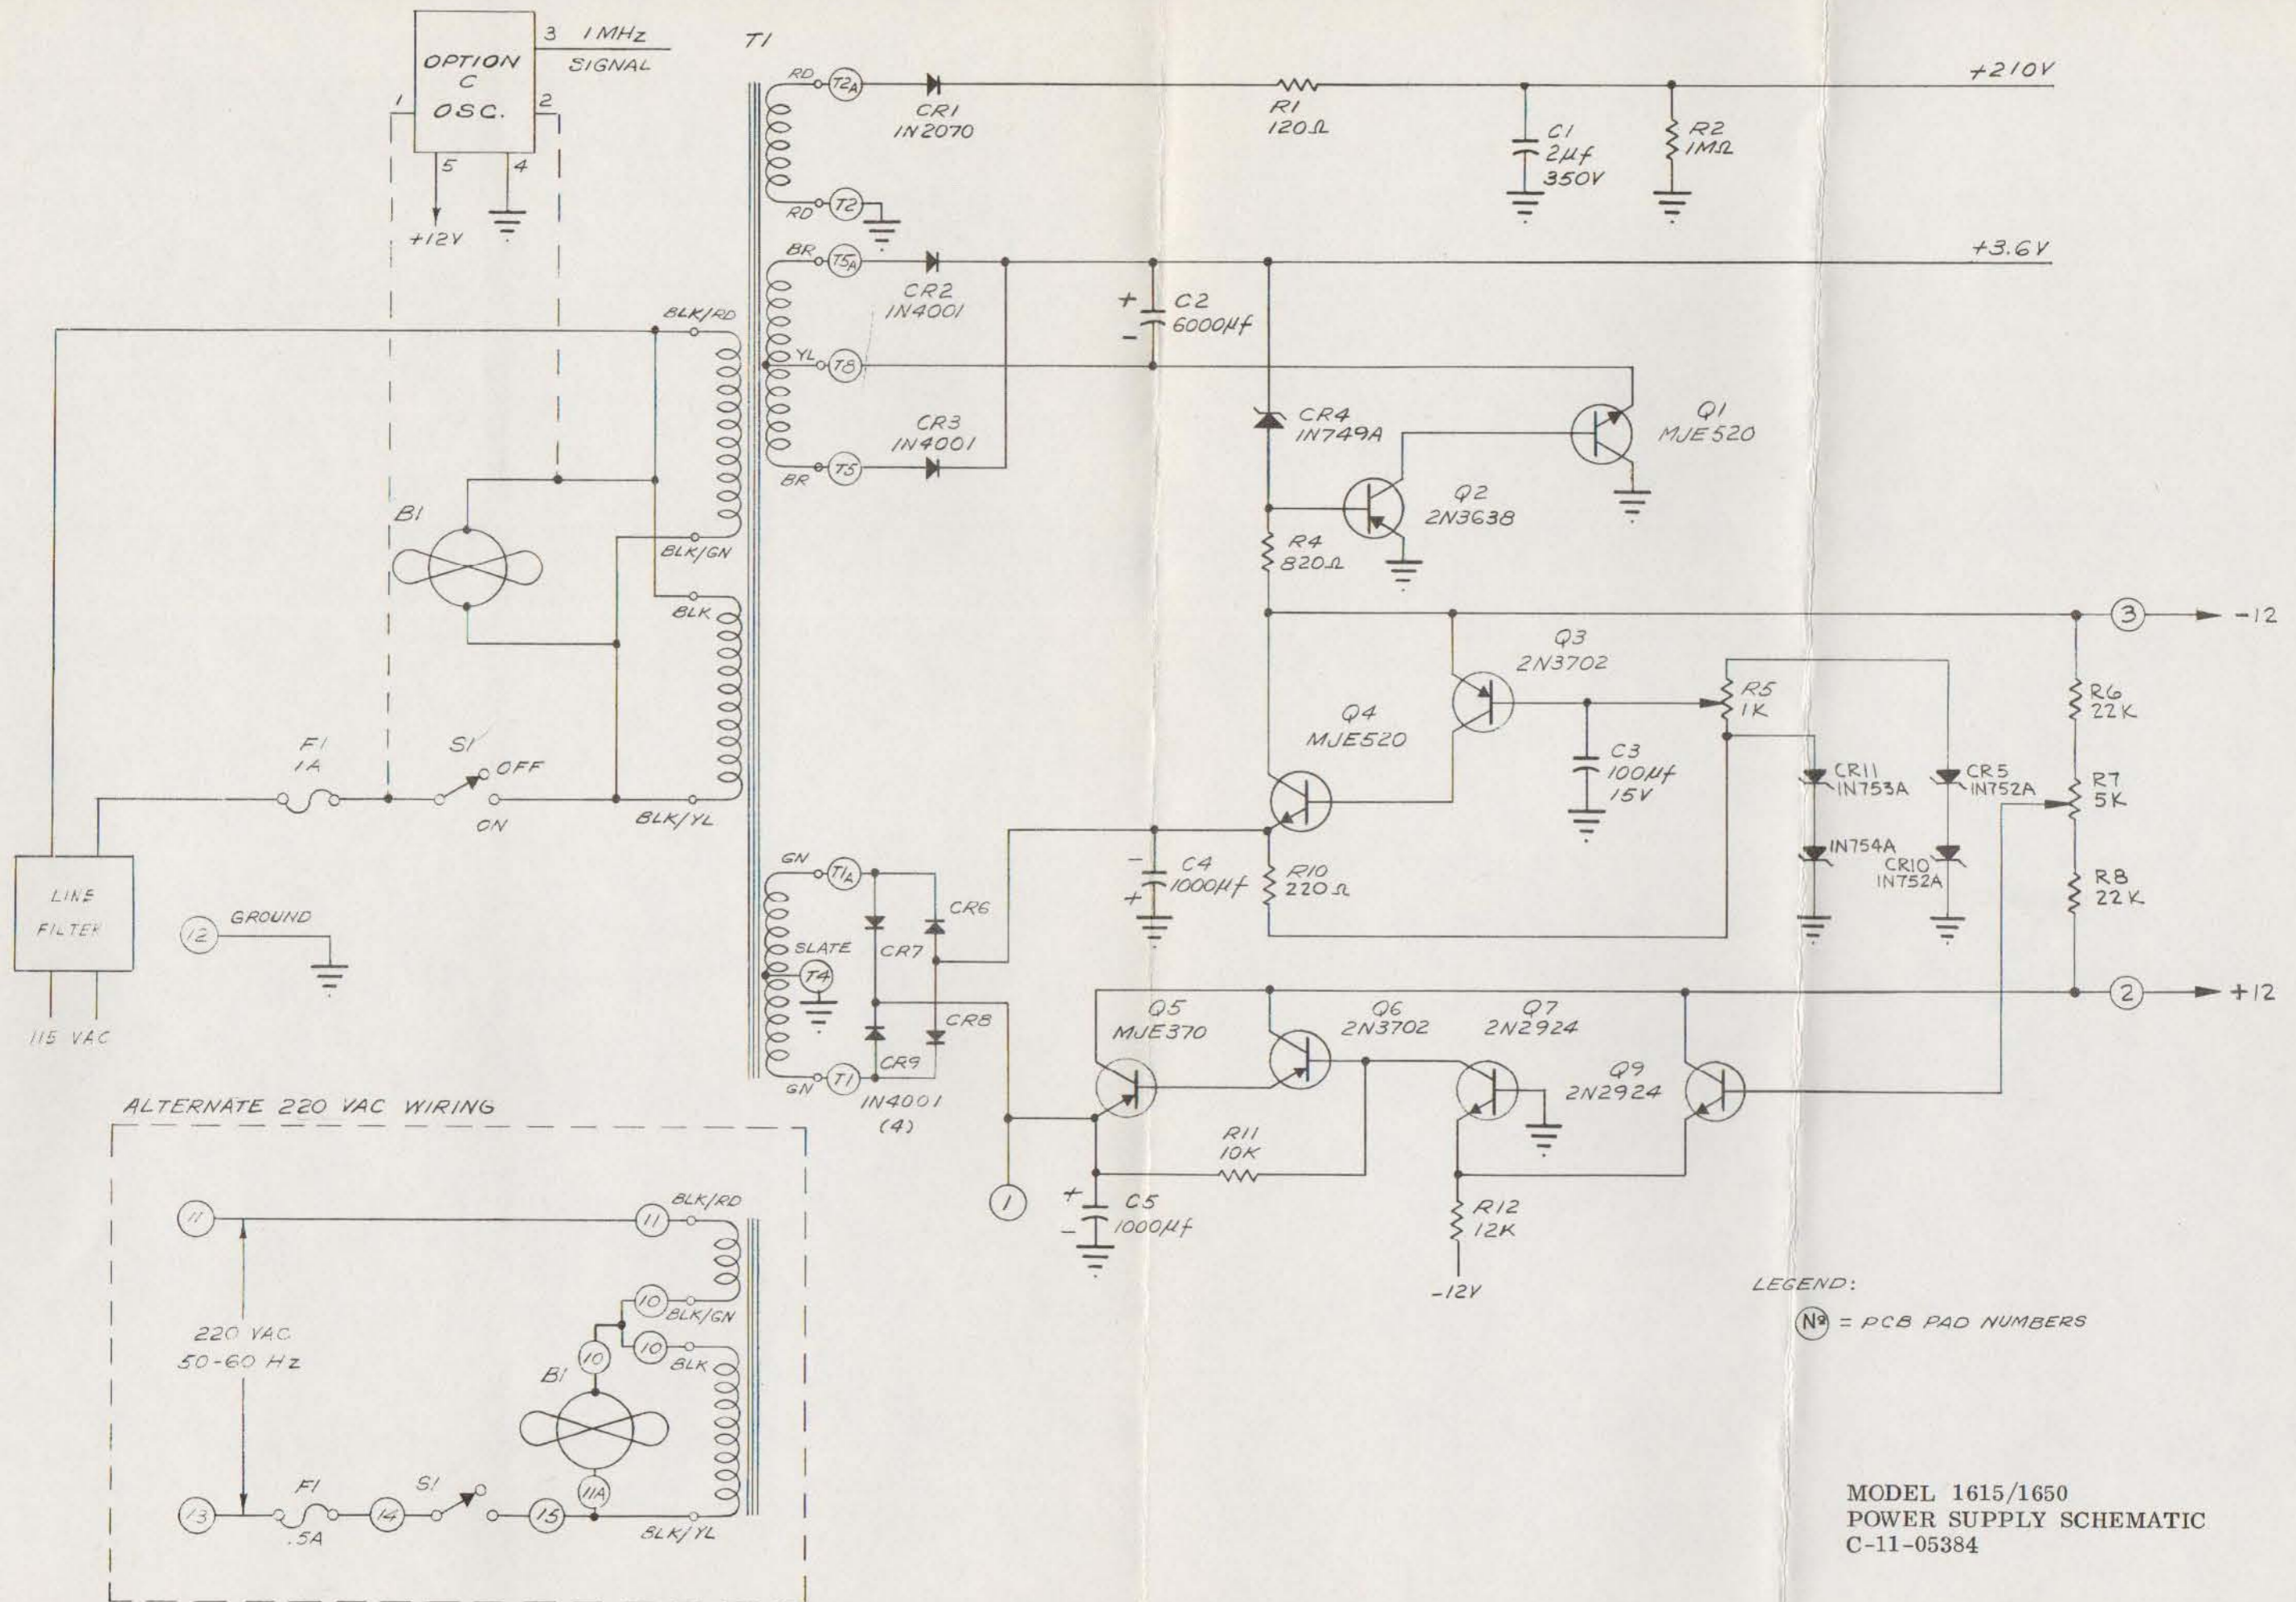 OPTION
C
OSC.
1
2
3 1 MHz
SIGNAL
5
4
+12V
T1
RD
T2A
CR1
1N2070
R1
120Ω
C1
2µf
350V
R2
1MΩ
+210V
RD
T2
BR
T5A
CR2
1N4001
+
C2
6000µf
-
+3.6V
YL
T8
CR3
1N4001
BR
T5
CR4
1N749A
Q1
MJE520
Q2
2N3638
R4
820Ω
BLK/RD
BLK/GN
B1
BLK
F1
1A
S1
OFF
ON
BLK/YL
LINE
FILTER
115 VAC
12
GROUND
3
-12
Q3
2N3702
Q4
MJE520
R5
1K
C3
100µf
15V
CR11
1N753A
CR5
1N752A
1N754A
CR10
1N752A
R6
22K
R7
5K
R8
22K
-
C4
1000µf
+
R10
220Ω
GN
T1A
CR6
CR7
SLATE
T4
CR8
CR9
GN
T1
1N4001
(4)
2
+12
Q5
MJE370
Q6
2N3702
Q7
2N2924
Q9
2N2924
R11
10K
1
+
C5
1000µf
-
R12
12K
-12V
ALTERNATE 220 VAC WIRING
11
11
BLK/RD
10
BLK/GN
10
BLK
10
B1
220 VAC
50-60 Hz
11A
13
F1
.5A
14
S1
15
BLK/YL
LEGEND:
Nº = PCB PAD NUMBERS
MODEL 1615/1650
POWER SUPPLY SCHEMATIC
C-11-05384